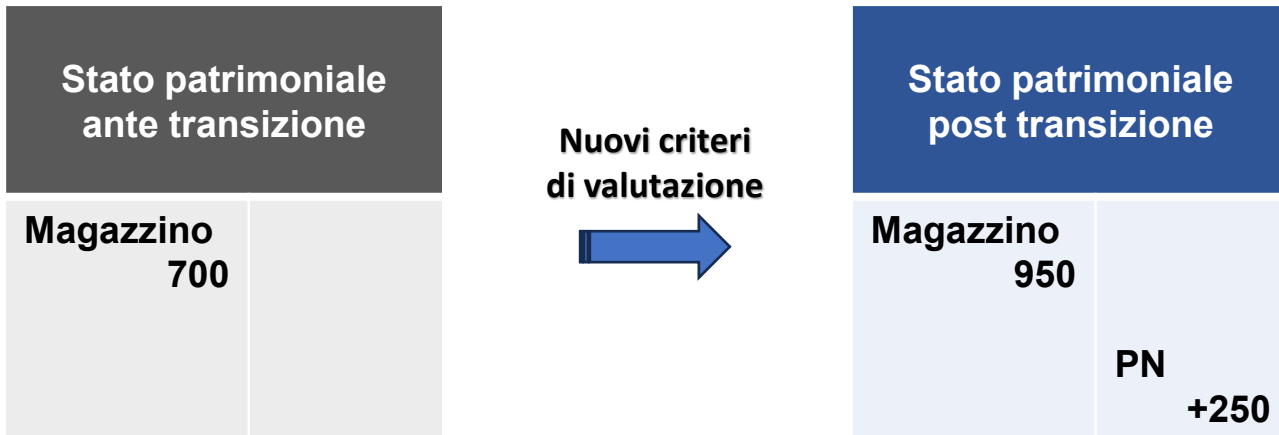 Stato patrimoniale
ante transizione
Nuovi criteri
di valutazione
Stato patrimoniale
post transizione
Magazzino
700
Magazzino
950
PN
+250